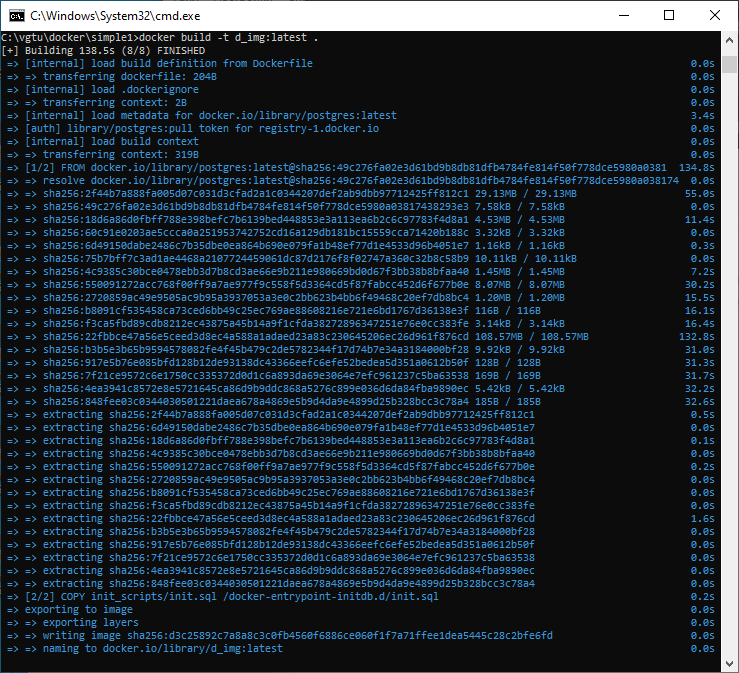 C:\Windows\System32\cmd.exe
C:\vgtu\docker\simple1>docker build -t d_img:latest .
[+] Building 138.5s (8/8) FINISHED
=> [internal] load build definition from Dockerfile 0.0s
=> => transferring dockerfile: 204B 0.0s
=> [internal] load .dockerignore 0.0s
=> => transferring context: 2B 0.0s
=> [internal] load metadata for docker.io/library/postgres:latest 3.4s
=> [auth] library/postgres:pull token for registry-1.docker.io 0.0s
=> [internal] load build context 0.0s
=> => transferring context: 319B 0.0s
=> [1/2] FROM docker.io/library/postgres:latest@sha256:49c276fa02e3d61bd9b8db81dfb4784fe814f50f778dce5980a0381 134.8s
=> => resolve docker.io/library/postgres:latest@sha256:49c276fa02e3d61bd9b8db81dfb4784fe814f50f778dce5980a038174 0.0s
=> => sha256:2f44b7a888fa005d07c031d3cfad2a1c0344207def2ab9dbb97712425ff812c1 29.13MB / 29.13MB 55.0s
=> => sha256:49c276fa02e3d61bd9b8db81dfb4784fe814f50f778dce5980a03817438293e3 7.58kB / 7.58kB 0.0s
=> => sha256:18d6a86d0fbff788e398befc7b6139bed448853e3a113ea6b2c6c97783f4d8a1 4.53MB / 4.53MB 11.4s
=> => sha256:60c91e0203ae5ccca0a251953742752cd16a129db181bc15559cca71420b188c 3.32kB / 3.32kB 0.0s
=> => sha256:6d49150dabe2486c7b35dbe0ea864b690e079fa1b48ef77d1e4533d96b4051e7 1.16kB / 1.16kB 0.3s
=> => sha256:75b7bff7c3ad1ae4468a2107724459061dc87d2176f8f02747a360c32b8c58b9 10.11kB / 10.11kB 0.0s
=> => sha256:4c9385c30bce0478ebb3d7b8cd3ae66e9b211e980669bd0d67f3bb38b8bfaa40 1.45MB / 1.45MB 7.2s
=> => sha256:550091272acc768f00ff9a7ae977f9c558f5d3364cd5f87fabcc452d6f677b0e 8.07MB / 8.07MB 30.2s
=> => sha256:2720859ac49e9505ac9b95a3937053a3e0c2bb623b4bb6f49468c20ef7db8bc4 1.20MB / 1.20MB 15.5s
=> => sha256:b8091cf535458ca73ced6bb49c25ec769ae88608216e721e6bd1767d36138e3f 116B / 116B 16.1s
=> => sha256:f3ca5fbd89cdb8212ec43875a45b14a9f1cfda38272896347251e76e0cc383fe 3.14kB / 3.14kB 16.4s
=> => sha256:22fbbce47a56e5ceed3d8ec4a588a1adaed23a83c230645206ec26d961f876cd 108.57MB / 108.57MB 132.8s
=> => sha256:b3b5e3b65b9594578082fe4f45b479c2de5782344f17d74b7e34a3184000bf28 9.92kB / 9.92kB 31.0s
=> => sha256:917e5b76e085bfd128b12de93138dc43366eefc6efe52bedea5d351a0612b50f 128B / 128B 31.3s
=> => sha256:7f21ce9572c6e1750cc335372d0d1c6a893da69e3064e7efc961237c5ba63538 169B / 169B 31.7s
=> => sha256:4ea3941c8572e8e5721645ca86d9b9ddc868a5276c899e036d6da84fba9890ec 5.42kB / 5.42kB 32.2s
=> => sha256:848fee03c0344030501221daea678a4869e5b9d4da9e4899d25b328bcc3c78a4 185B / 185B 32.6s
=> => extracting sha256:2f44b7a888fa005d07c031d3cfad2a1c0344207def2ab9dbb97712425ff812c1 0.5s
=> => extracting sha256:6d49150dabe2486c7b35dbe0ea864b690e079fa1b48ef77d1e4533d96b4051e7 0.0s
=> => extracting sha256:18d6a86d0fbff788e398befc7b6139bed448853e3a113ea6b2c6c97783f4d8a1 0.1s
=> => extracting sha256:4c9385c30bce0478ebb3d7b8cd3ae66e9b211e980669bd0d67f3bb38b8bfaa40 0.0s
=> => extracting sha256:550091272acc768f00ff9a7ae977f9c558f5d3364cd5f87fabcc452d6f677b0e 0.2s
=> => extracting sha256:2720859ac49e9505ac9b95a3937053a3e0c2bb623b4bb6f49468c20ef7db8bc4 0.0s
=> => extracting sha256:b8091cf535458ca73ced6bb49c25ec769ae88608216e721e6bd1767d36138e3f 0.0s
=> => extracting sha256:f3ca5fbd89cdb8212ec43875a45b14a9f1cfda38272896347251e76e0cc383fe 0.0s
=> => extracting sha256:22fbbce47a56e5ceed3d8ec4a588a1adaed23a83c230645206ec26d961f876cd 1.6s
=> => extracting sha256:b3b5e3b65b9594578082fe4f45b479c2de5782344f17d74b7e34a3184000bf28 0.0s
=> => extracting sha256:917e5b76e085bfd128b12de93138dc43366eefc6efe52bedea5d351a0612b50f 0.0s
=> => extracting sha256:7f21ce9572c6e1750cc335372d0d1c6a893da69e3064e7efc961237c5ba63538 0.0s
=> => extracting sha256:4ea3941c8572e8e5721645ca86d9b9ddc868a5276c899e036d6da84fba9890ec 0.0s
=> => extracting sha256:848fee03c0344030501221daea678a4869e5b9d4da9e4899d25b328bcc3c78a4 0.0s
=> [2/2] COPY init_scripts/init.sql /docker-entrypoint-initdb.d/init.sql 0.2s
=> exporting to image 0.0s
=> => exporting layers 0.0s
=> => writing image sha256:d3c25892c7a8a8c3c0fb4560f6886ce060f1f7a71ffee1dea5445c28c2bfe6fd 0.0s
=> => naming to docker.io/library/d_img:latest 0.0s